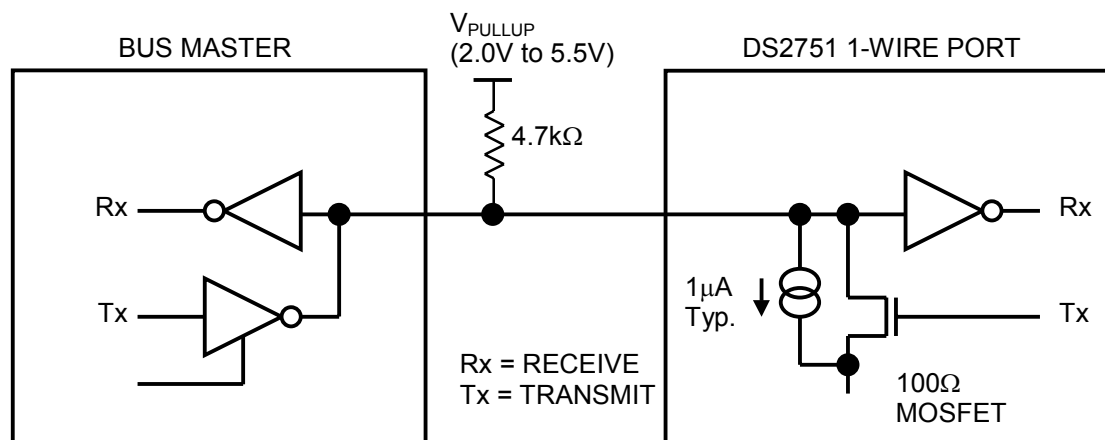 BUS MASTER
V_PULLUP
(2.0V to 5.5V)
DS2751 1-WIRE PORT
4.7kΩ
Rx
Rx
Tx
1μA
Typ.
Tx
Rx = RECEIVE
Tx = TRANSMIT
100Ω
MOSFET